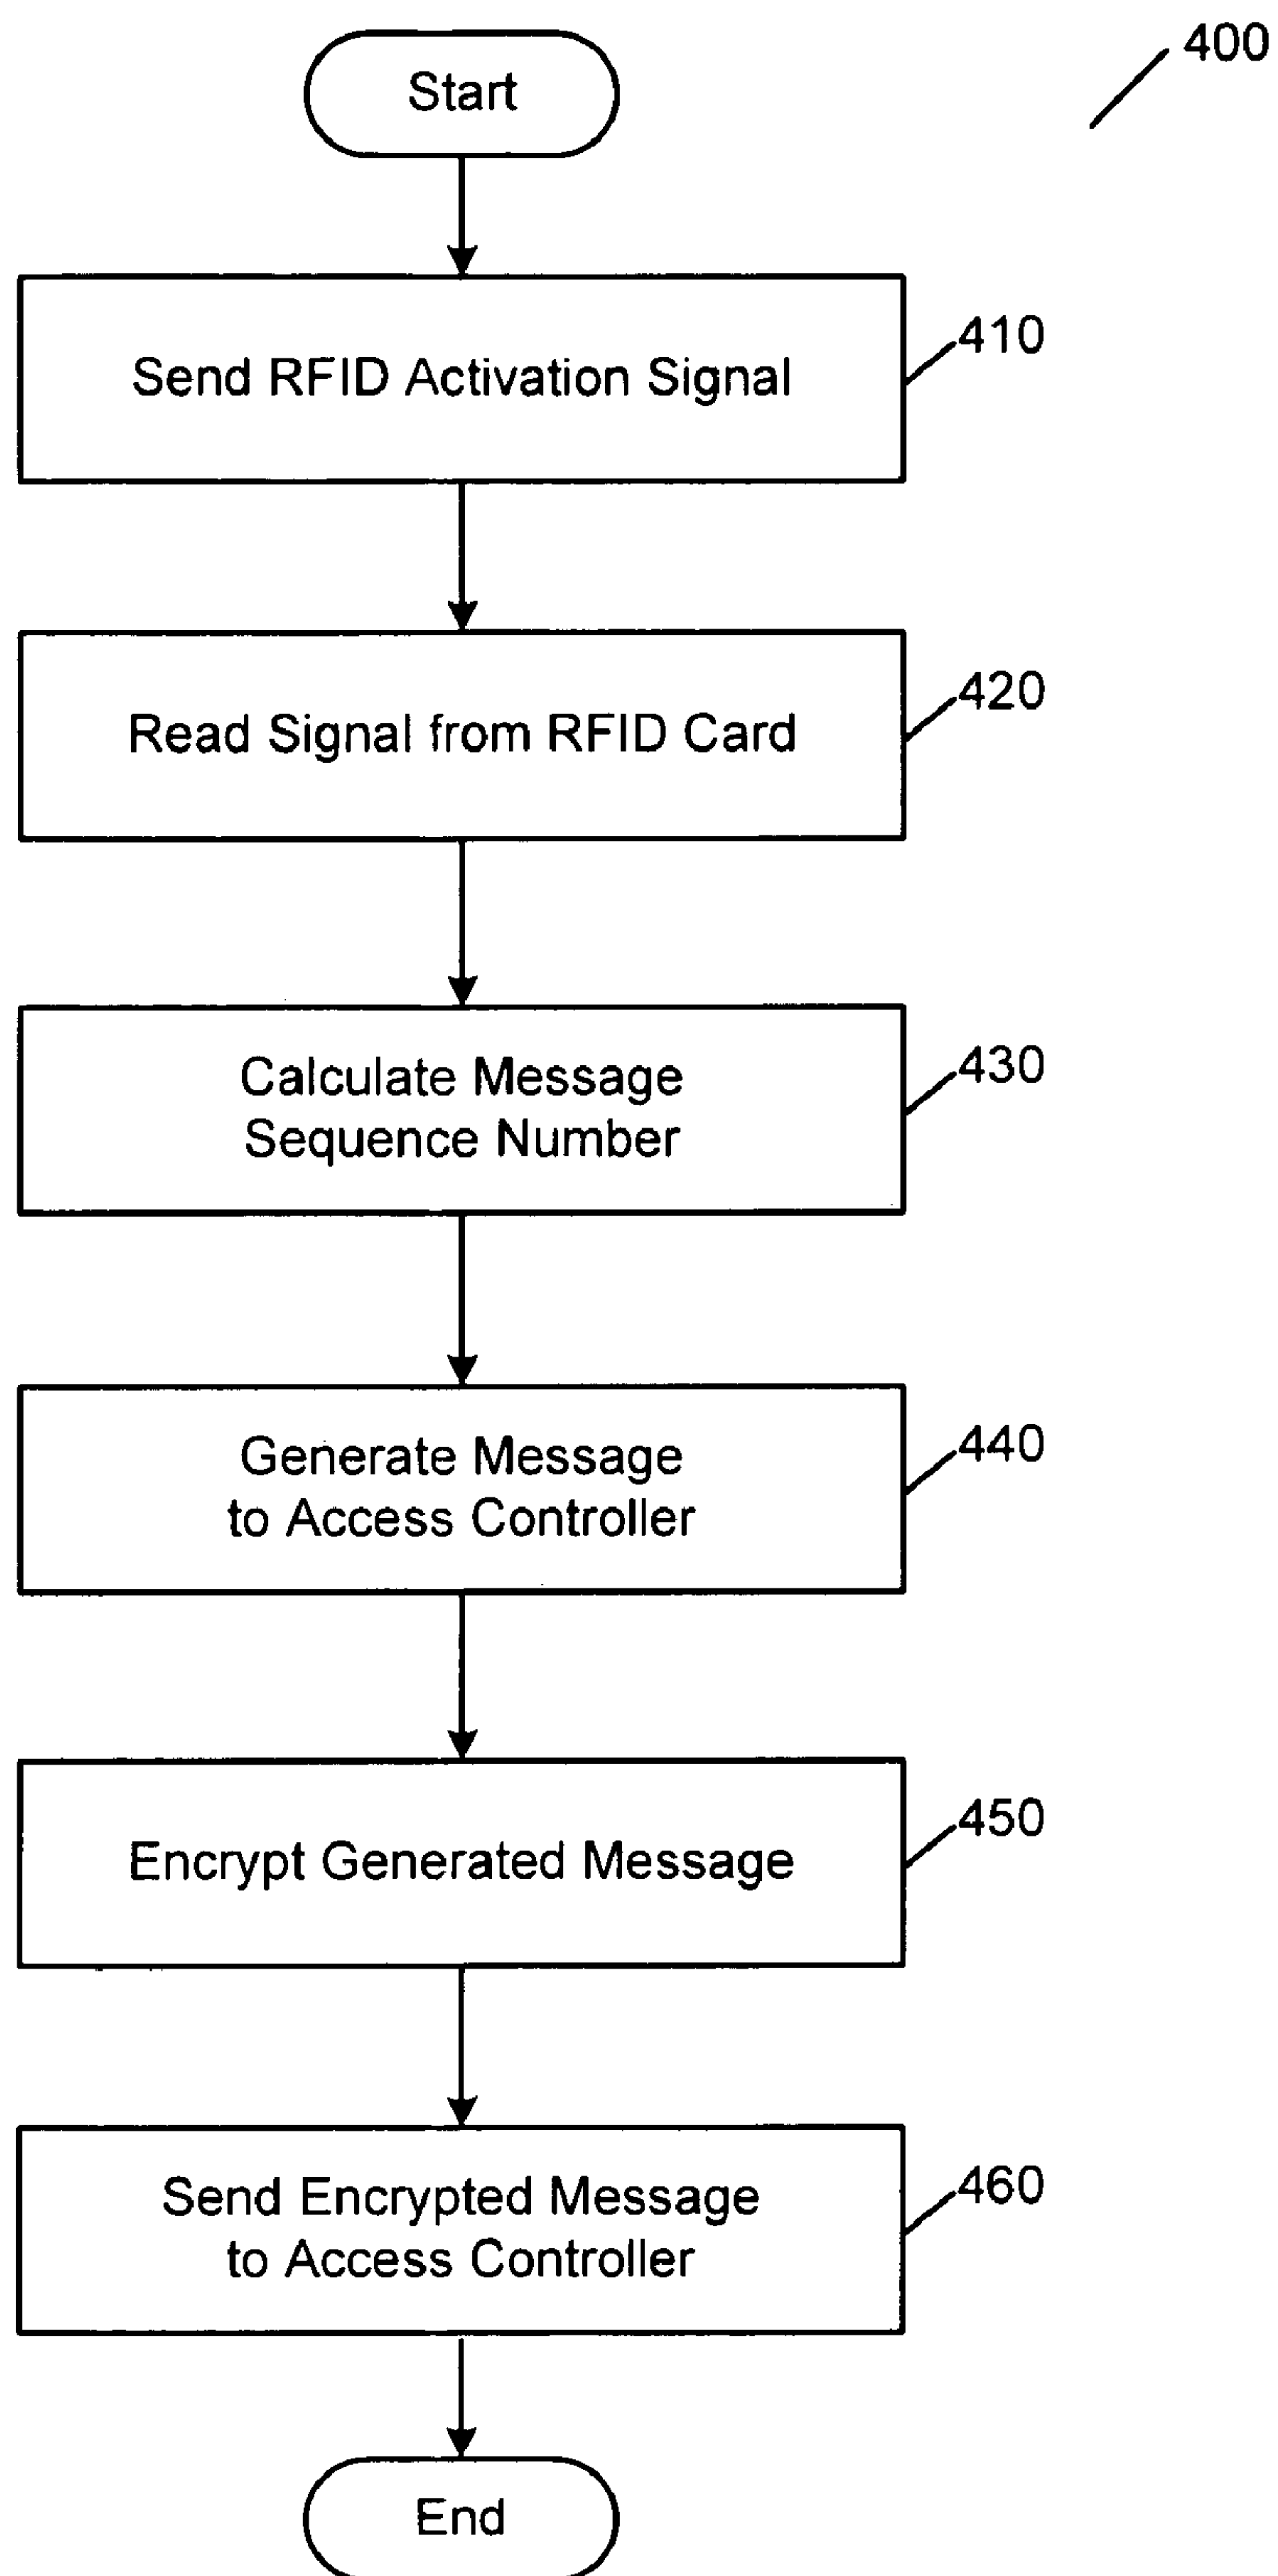 400
Start
Send RFID Activation Signal
410
Read Signal from RFID Card
420
Calculate Message
Sequence Number
430
Generate Message
to Access Controller
440
Encrypt Generated Message
450
Send Encrypted Message
to Access Controller
460
End